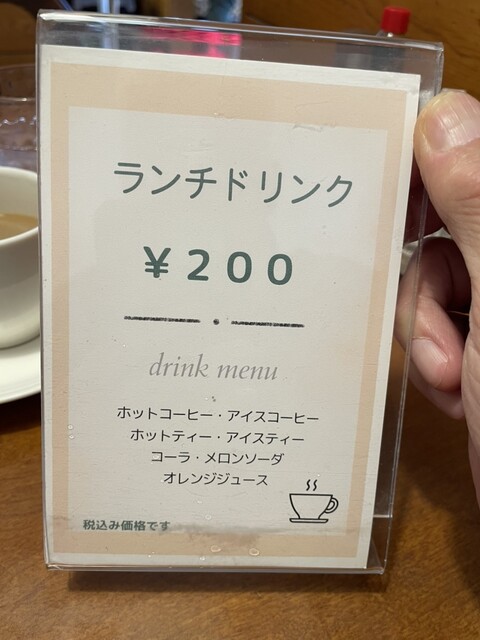 ランチドリンク
¥200
drink menu
ホットコーヒー・アイスコーヒー
ホットティー・アイスティー
コーラ・メロンソーダ
オレンジジュース
税込み価格です